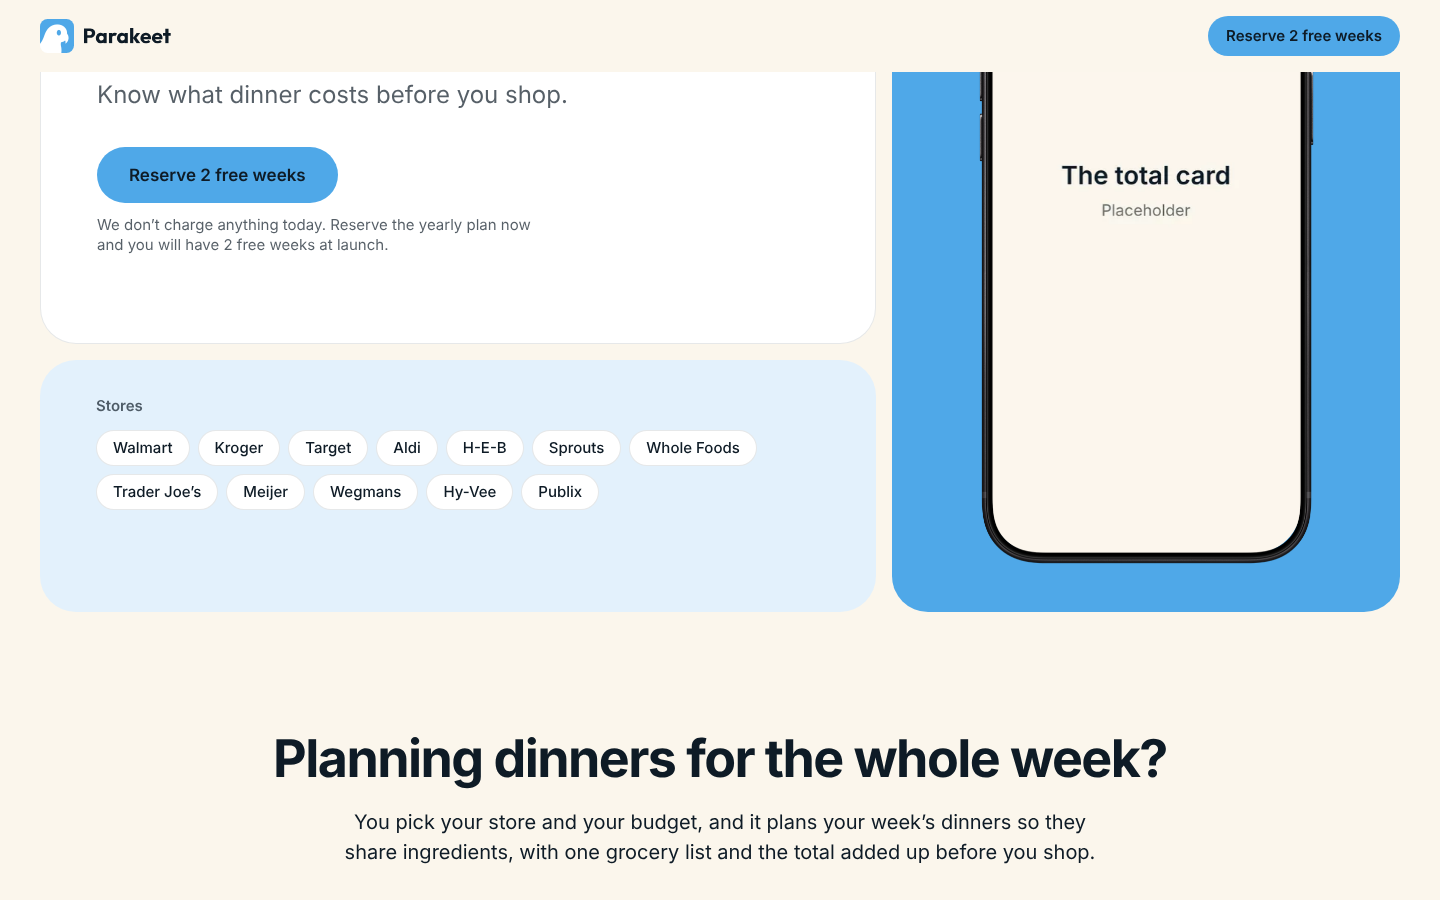 Parakeet
Reserve 2 free weeks
Know what dinner costs before you shop.
Reserve 2 free weeks
We don’t charge anything today. Reserve the yearly plan now
and you will have 2 free weeks at launch.
The total card
Placeholder
Stores
Walmart Kroger Target Aldi H-E-B Sprouts Whole Foods
Trader Joe’s Meijer Wegmans Hy-Vee Publix
Planning dinners for the whole week?
You pick your store and your budget, and it plans your week’s dinners so they
share ingredients, with one grocery list and the total added up before you shop.